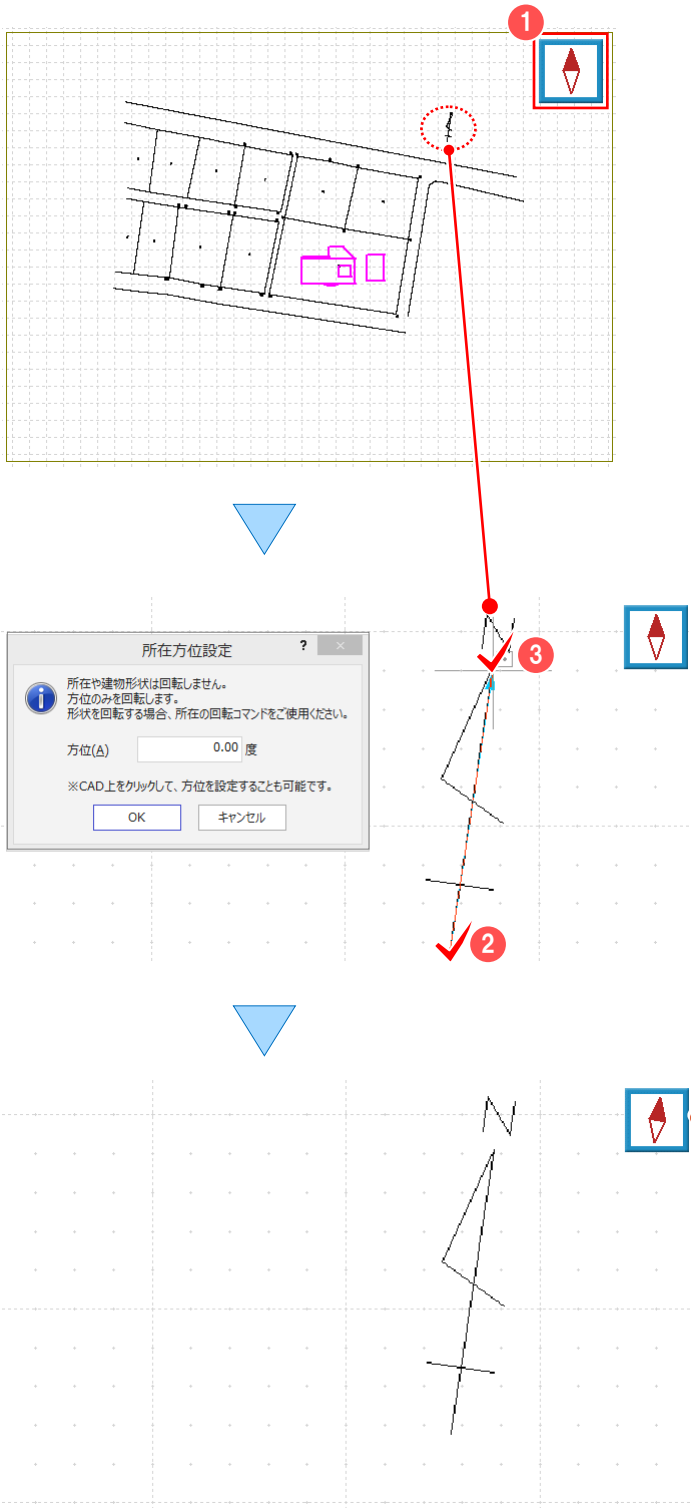 1
所在方位設定
?
×
3
所在や建物形状は回転しません。
方位のみを回転します。
形状を回転する場合、所在の回転コマンドをご使用ください。
方位(A) 0.00 度
※CAD上をクリックして、方位を設定することも可能です。
OK キャンセル
2
N